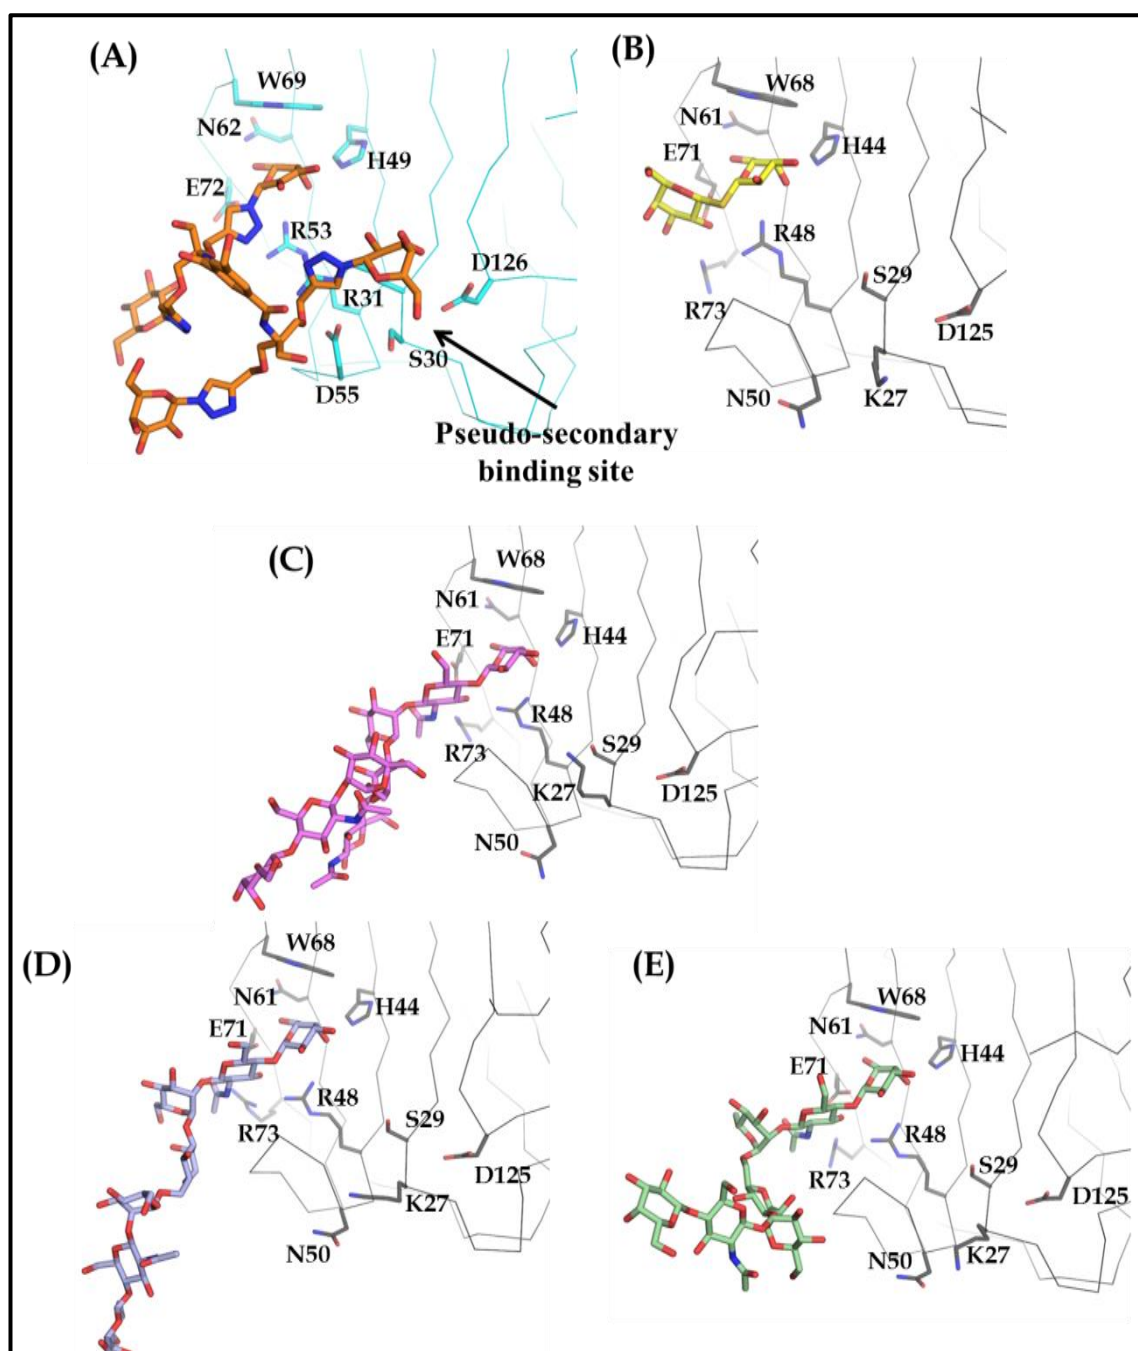 (A)
W69
N62
H49
E72
R53
D126
R31
S30
D55
Pseudo-secondary
binding site
(B)
W68
N61
H44
E71
R48
S29
R73
D125
N50
K27
(C)
W68
N61
H44
E71
R48
R73
S29
K27
D125
N50
(D)
W68
N61
H44
E71
R48
S29
R73
D125
K27
N50
(E)
W68
N61
H44
E71
R48
S29
R73
D125
N50
K27